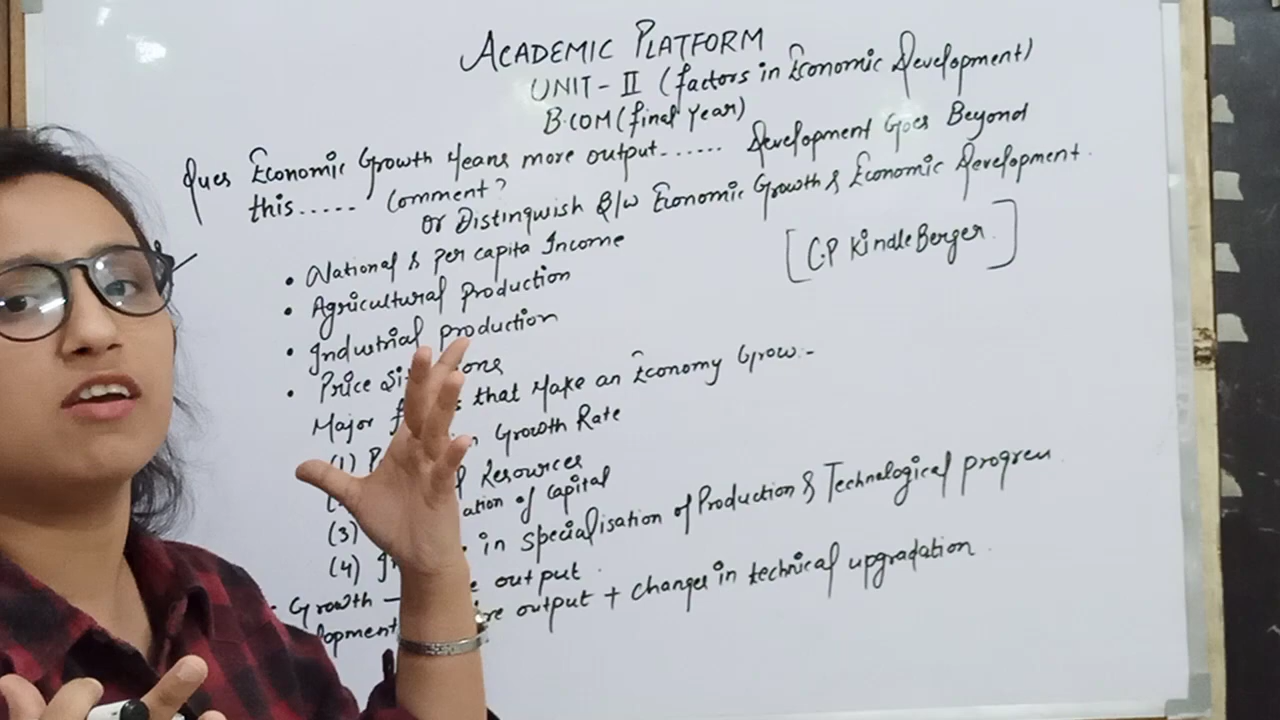 ACADEMIC PLATFORM
UNIT - II (factors in Economic Development)
B.COM (final Year)
Ques Economic Growth Means more output...... Development Goes Beyond
this..... Comment?
Or Distinguish B/w Economic Growth & Economic Development.
[C.P KindleBerger.]
• National & per capita Income
• Agricultural production
• Industrial production
• Price
Major that Make an Economy Grow:-
(1) Growth Rate
Resources
(3) of Capital
(4) in specialisation of Production & Technological progress
• Growth — output.
output + changes in technical upgradation.